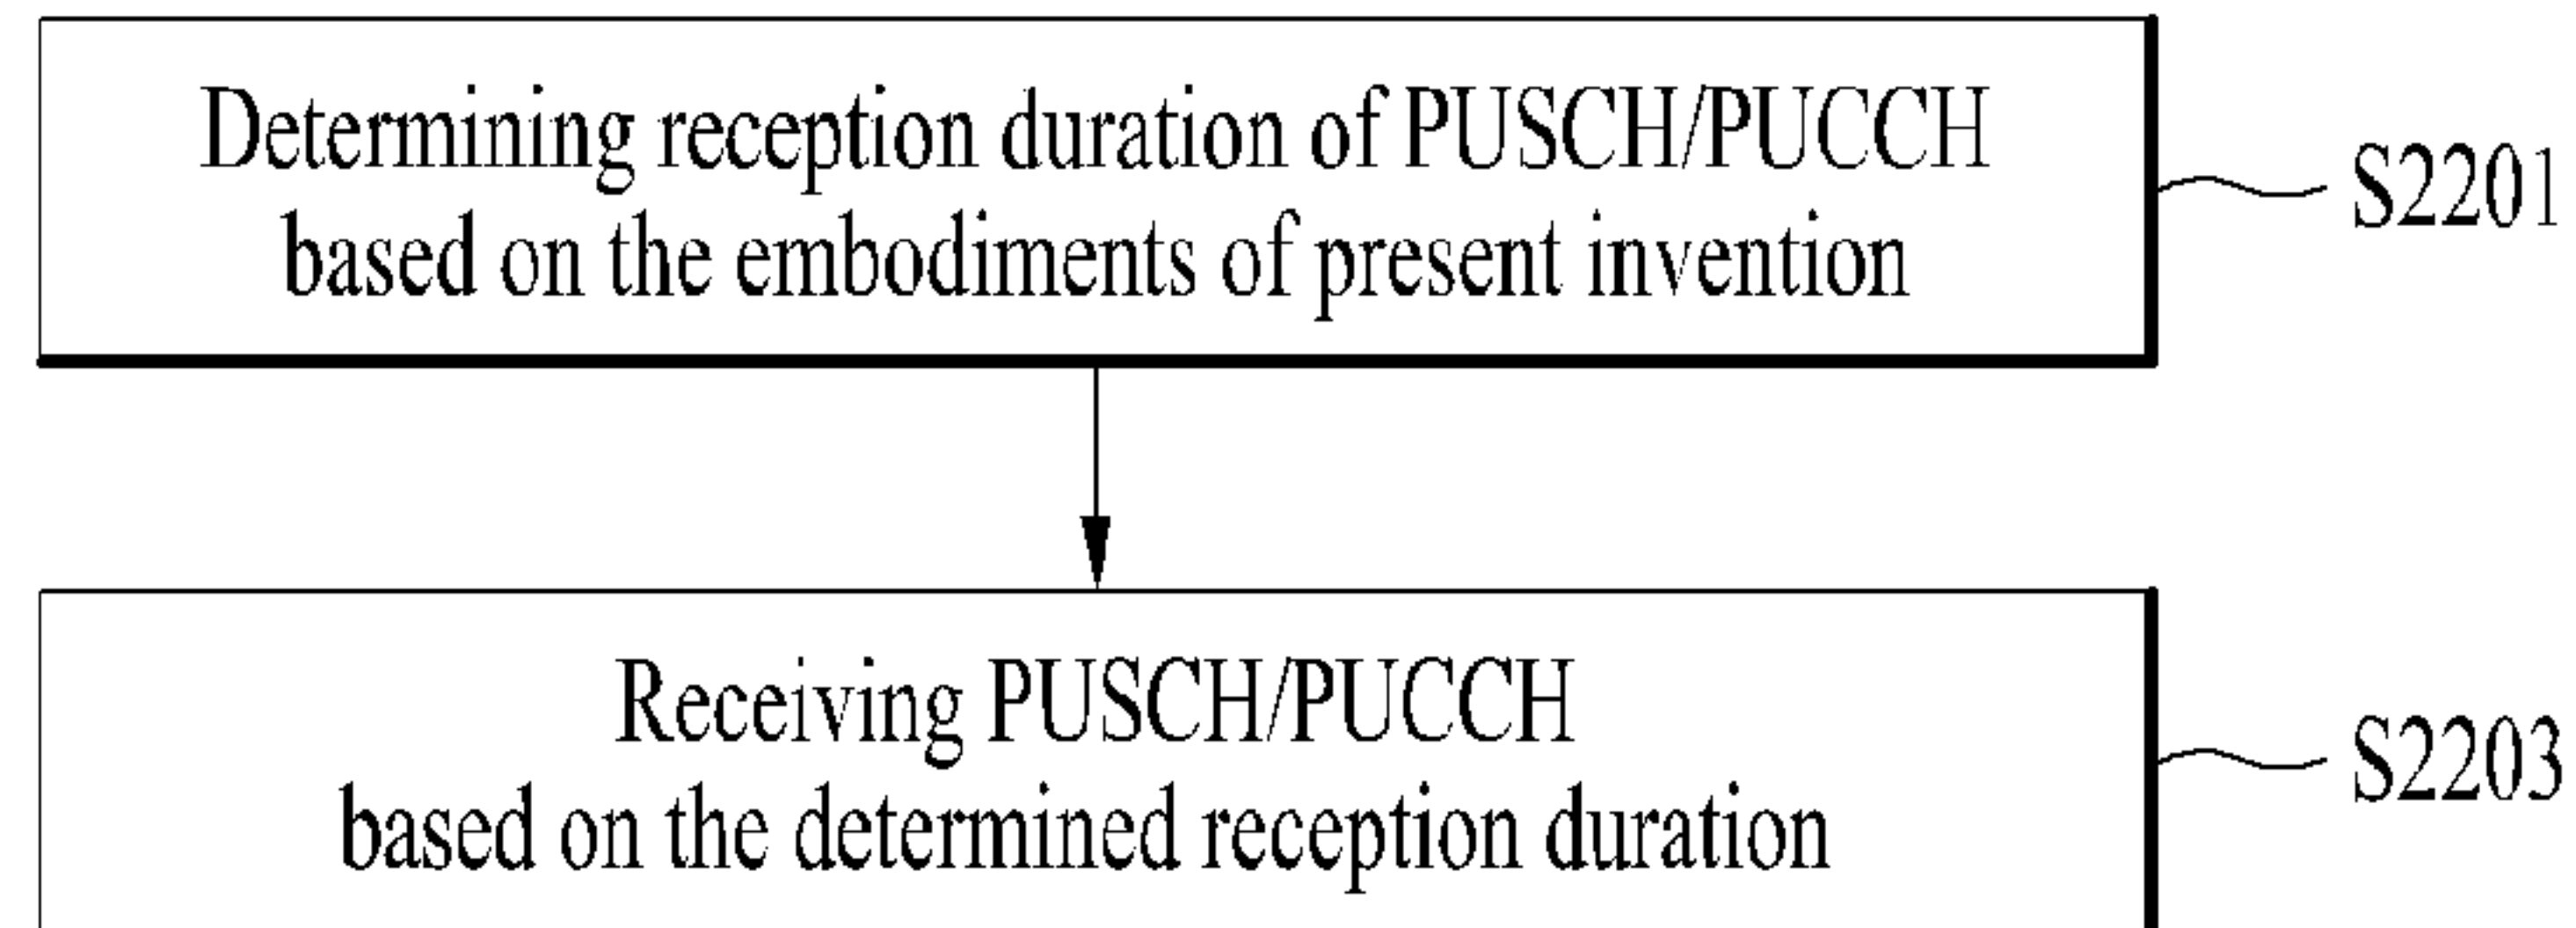 Determining reception duration of PUSCH/PUCCH
based on the embodiments of present invention
S2201
Receiving PUSCH/PUCCH
based on the determined reception duration
S2203